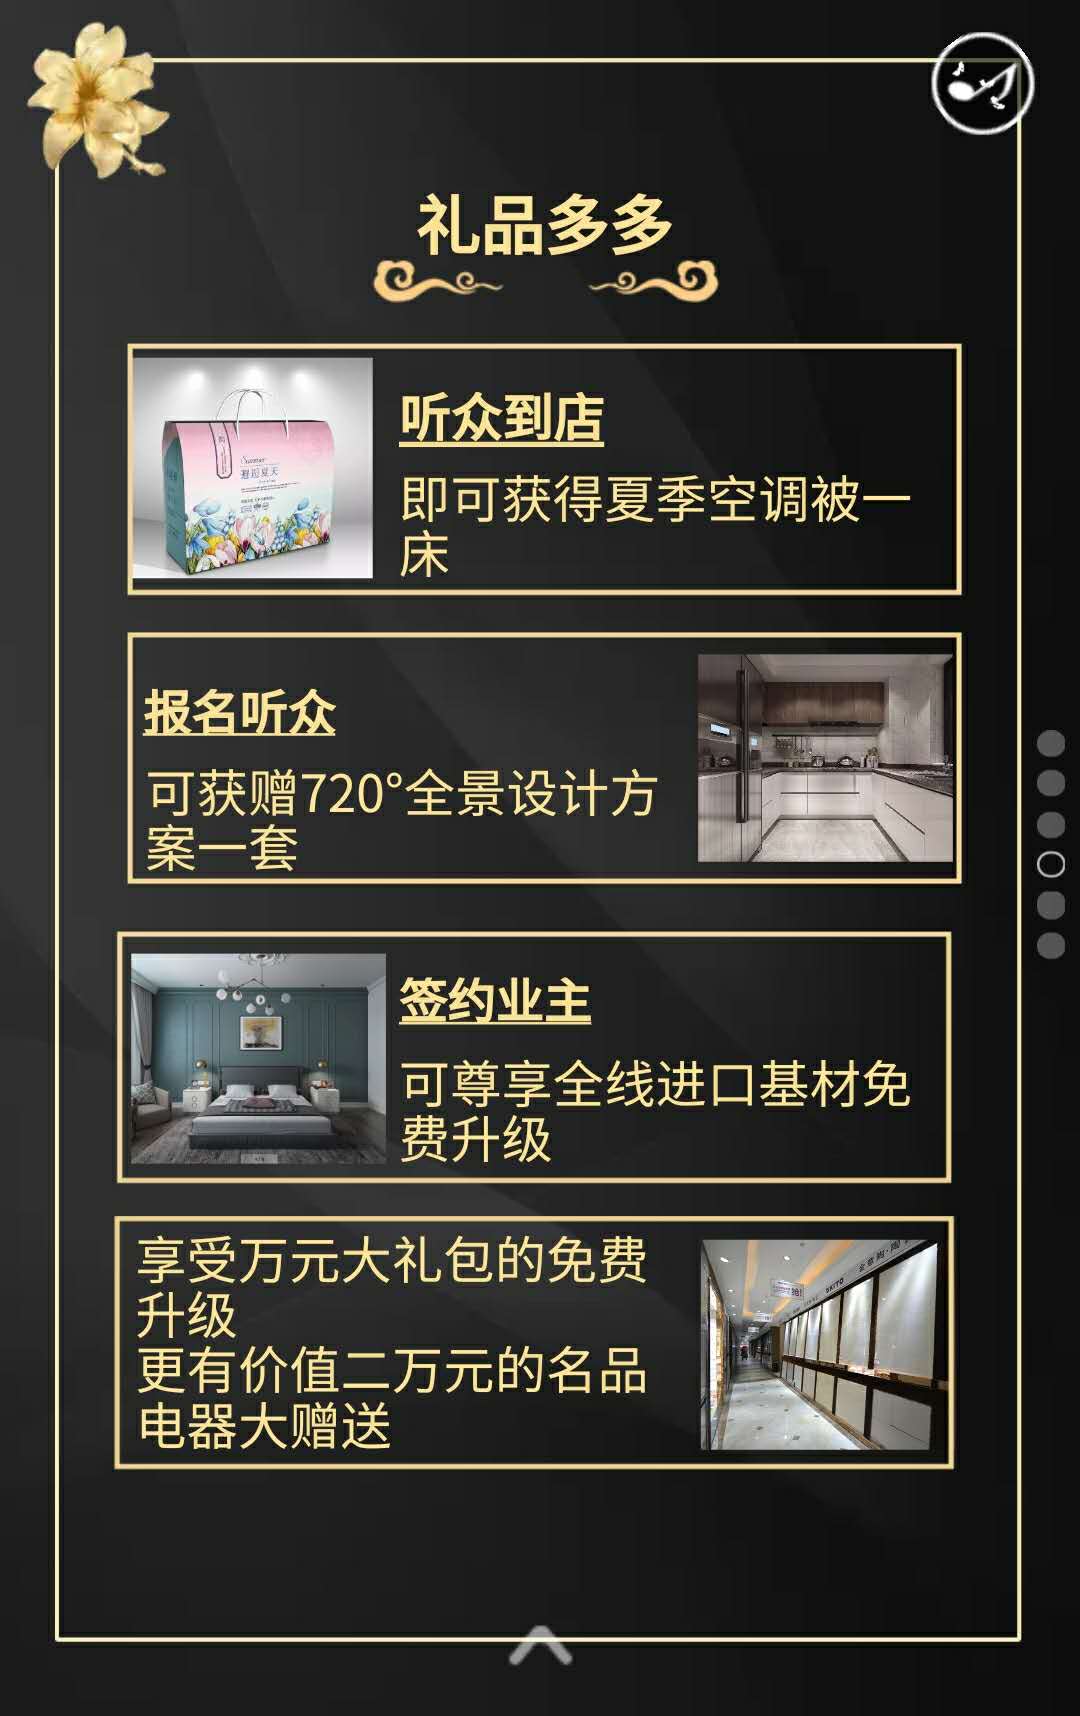 礼品多多
Summer
邂逅夏天
听众到店
即可获得夏季空调被一
床
报名听众
可获赠720°全景设计方
案一套
签约业主
可尊享全线进口基材免
费升级
享受万元大礼包的免费
升级
更有价值二万元的名品
电器大赠送